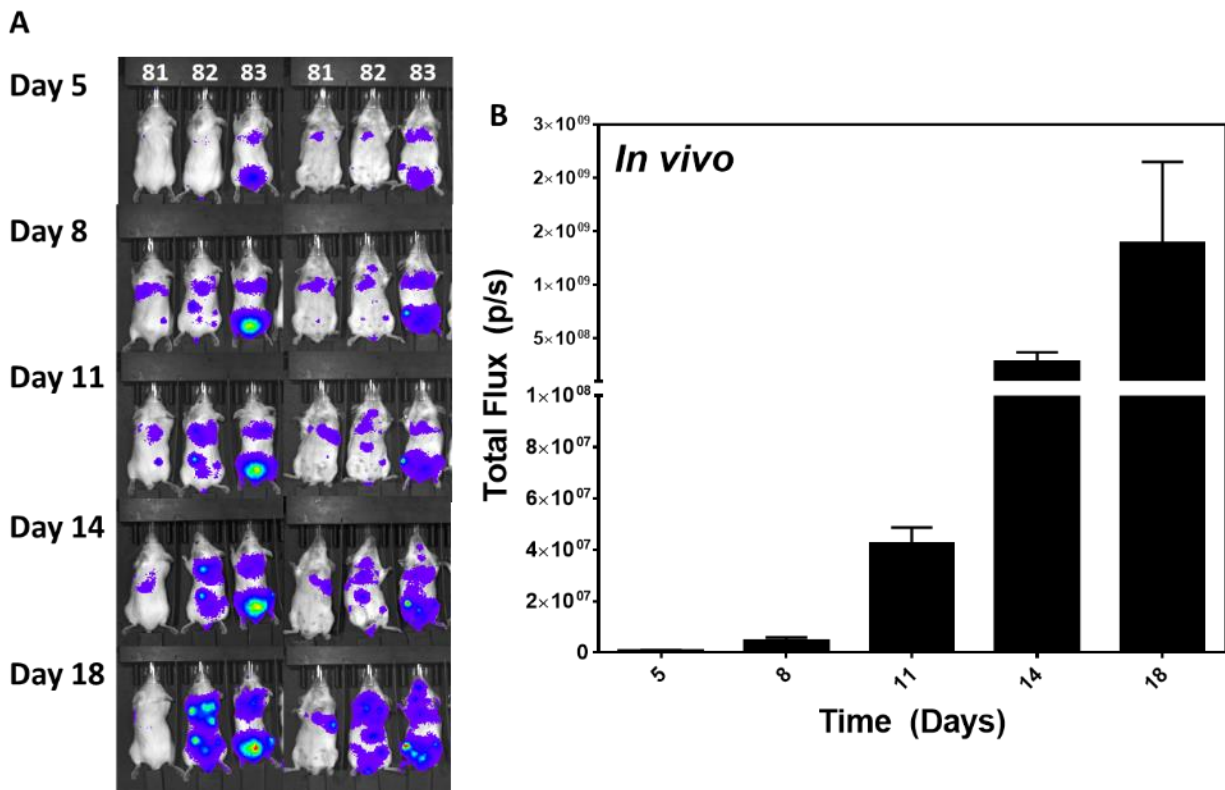 A
Day 5
81 82 83 81 82 83
Day 8
Day 11
Day 14
Day 18
B
In vivo
Total Flux (p/s)
3×10⁰⁹
2×10⁰⁹
2×10⁰⁹
1×10⁰⁹
5×10⁰⁸
1×10⁰⁸
8×10⁰⁷
6×10⁰⁷
4×10⁰⁷
2×10⁰⁷
0
5 8 11 14 18
Time (Days)